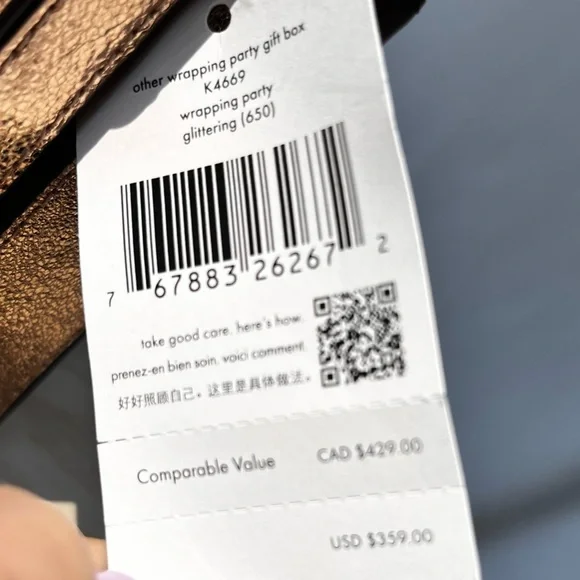 other wrapping party gift box
K4669
wrapping party
glittering (650)
7 67883 26267 2
take good care. here's how.
prenez-en bien soin. voici comment.
好好照顾自己。这里是具体做法。
Comparable Value CAD $429.00
USD $359.00